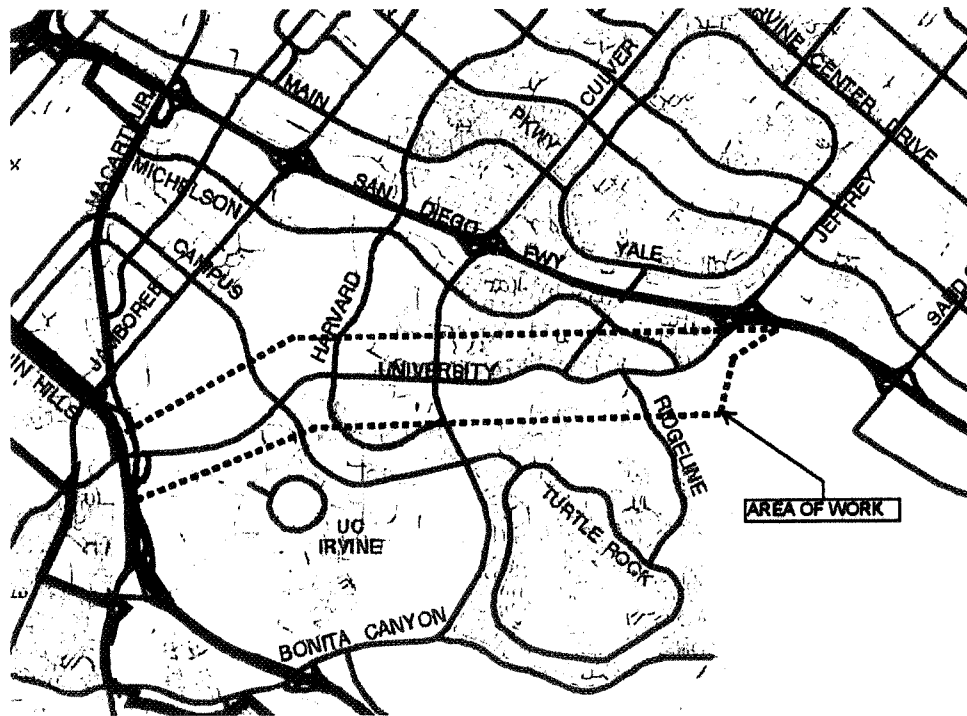 CULVER
IRVINE CENTER DRIVE
MAIN
PKWY
MACARTHUR
MICHELSON
SAN DIEGO FWY
JEFFREY
YALE
CAMPUS
HARVARD
JAMBOREE
UNIVERSITY
RIDGELINE
AREA OF WORK
TURTLE ROCK
UC
IRVINE
BONITA CANYON